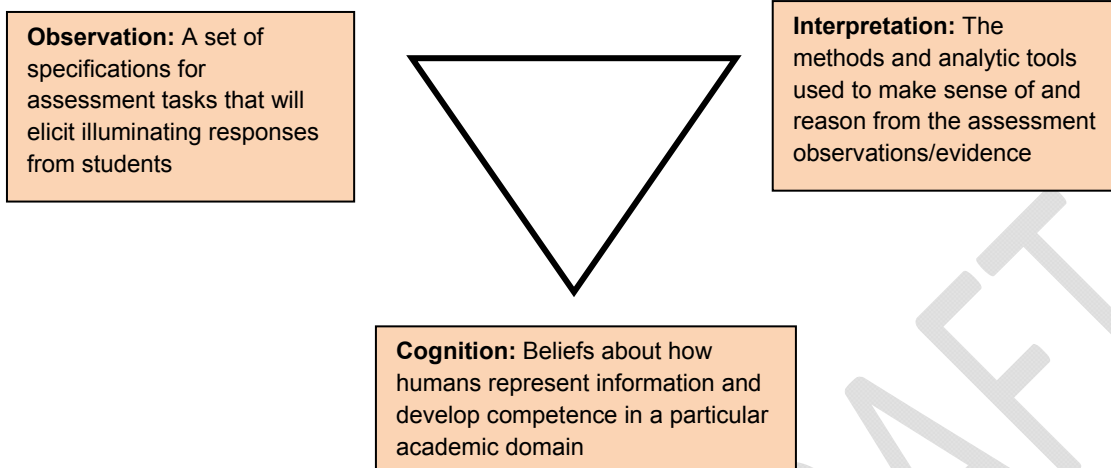 Observation: A set of
specifications for
assessment tasks that will
elicit illuminating responses
from students
Interpretation: The
methods and analytic tools
used to make sense of and
reason from the assessment
observations/evidence
Cognition: Beliefs about how
humans represent information and
develop competence in a particular
academic domain